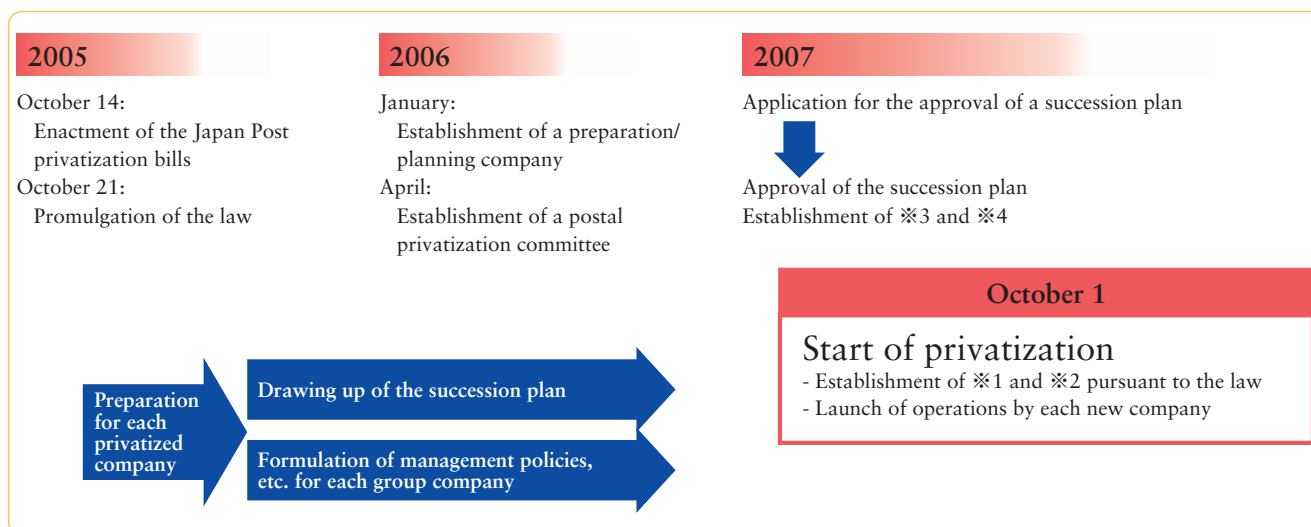 2005
October 14:
Enactment of the Japan Post
privatization bills
October 21:
Promulgation of the law
2006
January:
Establishment of a preparation/
planning company
April:
Establishment of a postal
privatization committee
2007
Application for the approval of a succession plan
Approval of the succession plan
Establishment of ※3 and ※4
October 1
Start of privatization
- Establishment of ※1 and ※2 pursuant to the law
- Launch of operations by each new company
Preparation
for each
privatized
company
Drawing up of the succession plan
Formulation of management policies,
etc. for each group company